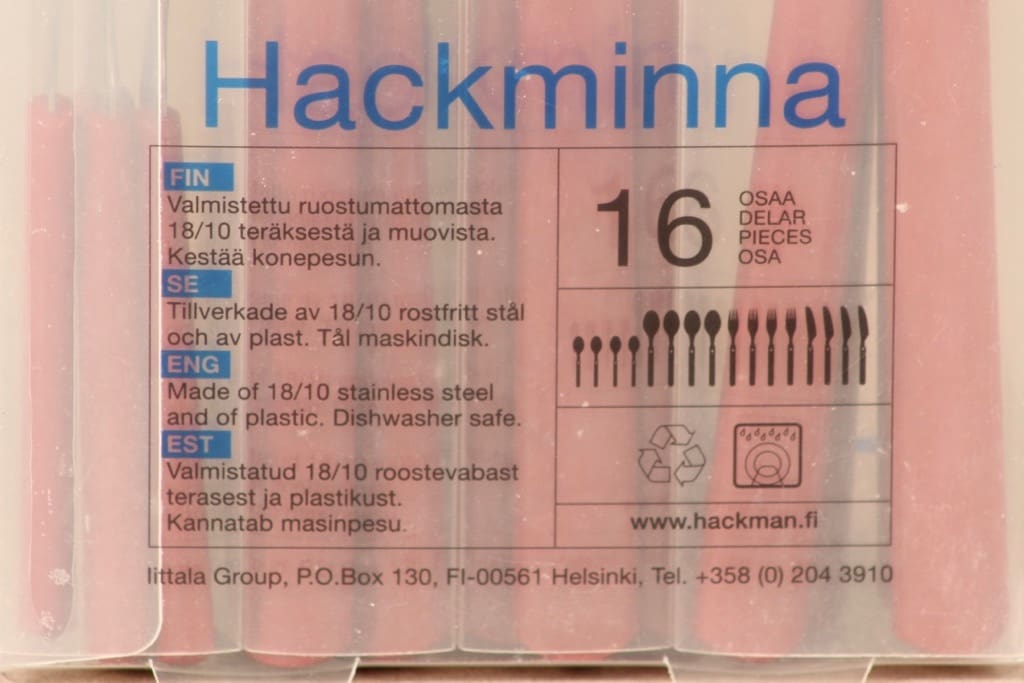 Hackminna
FIN
Valmistettu ruostumattomasta
18/10 teräksestä ja muovista.
Kestää konepesun.
SE
Tillverkade av 18/10 rostfritt stål
och av plast. Tål maskindisk.
ENG
Made of 18/10 stainless steel
and of plastic. Dishwasher safe.
EST
Valmistatud 18/10 roostevabast
terasest ja plastikust.
Kannatab masinpesu.
16
OSAA
DELAR
PIECES
OSA
www.hackman.fi
Iittala Group, P.O.Box 130, FI-00561 Helsinki, Tel. +358 (0) 204 3910